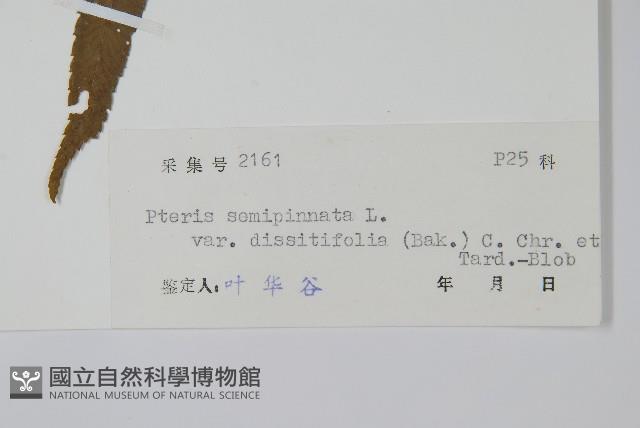 采集号 2161 P25 科
Pteris semipinnata L.
var. dissitifolia (Bak.) C. Chr. et
Tard.-Blob
鉴定人: 叶华谷 年 月 日
國立自然科學博物館
NATIONAL MUSEUM OF NATURAL SCIENCE